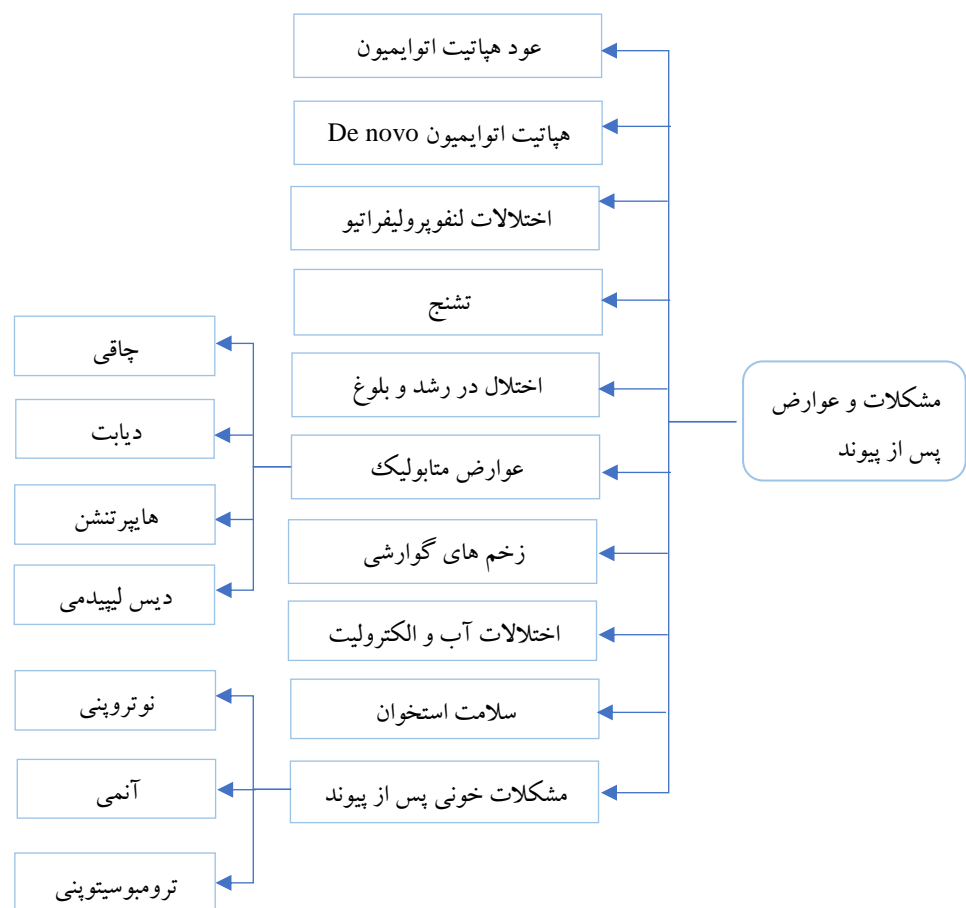 مشکلات و عوارض
پس از پیوند
عود هپاتیت اتوایمیون
هپاتیت اتوایمیون De novo
اختلالات لنفوپرولیفراتیو
تشنج
اختلال در رشد و بلوغ
عوارض متابولیک
چاقی
دیابت
هایپرتنشن
دیس لیپیدمی
زخم های گوارشی
اختلالات آب و الکترولیت
سلامت استخوان
مشکلات خونی پس از پیوند
نوتروپنی
آنمی
ترومبوسیتوپنی